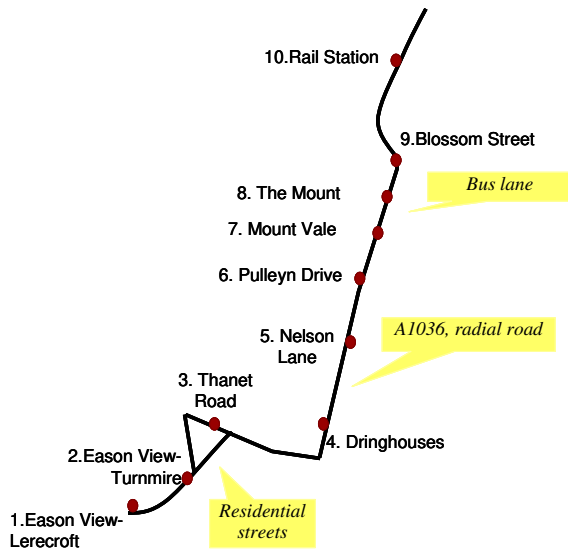 10.Rail Station
9.Blossom Street
Bus lane
8. The Mount
7. Mount Vale
6. Pulleyn Drive
A1036, radial road
5. Nelson
Lane
3. Thanet
Road
4. Dringhouses
2.Eason View-
Turnmire
Residential
streets
1.Eason View-
Lerecroft